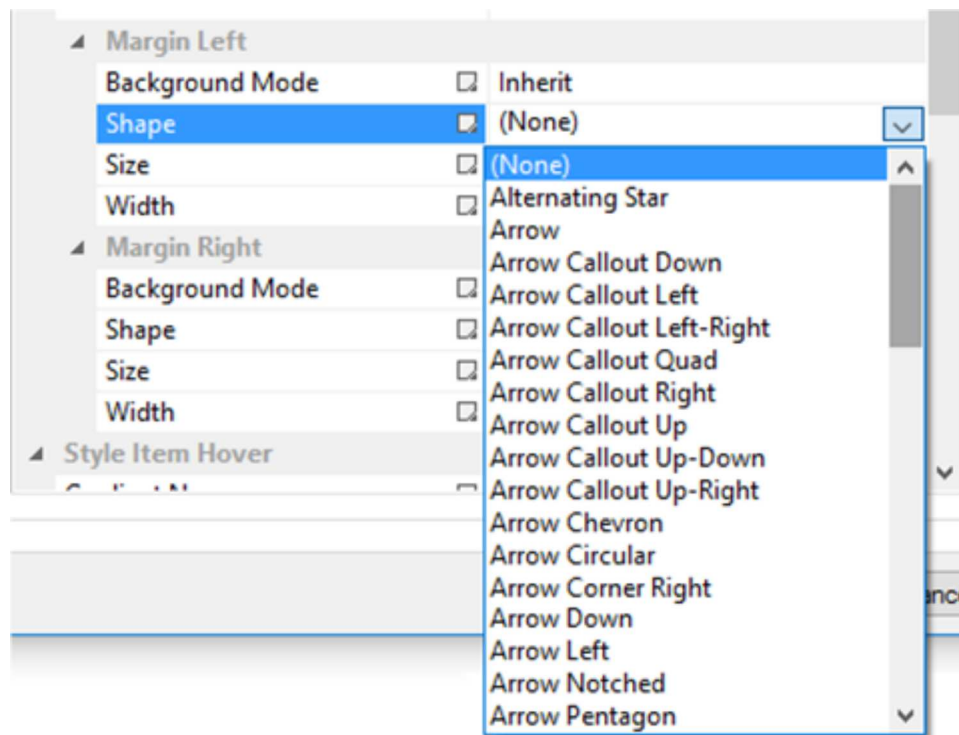 Margin Left
Background Mode Inherit
Shape (None)
Size
Width
Margin Right
Background Mode
Shape
Size
Width
Style Item Hover
(None)
Alternating Star
Arrow
Arrow Callout Down
Arrow Callout Left
Arrow Callout Left-Right
Arrow Callout Quad
Arrow Callout Right
Arrow Callout Up
Arrow Callout Up-Down
Arrow Callout Up-Right
Arrow Chevron
Arrow Circular
Arrow Corner Right
Arrow Down
Arrow Left
Arrow Notched
Arrow Pentagon